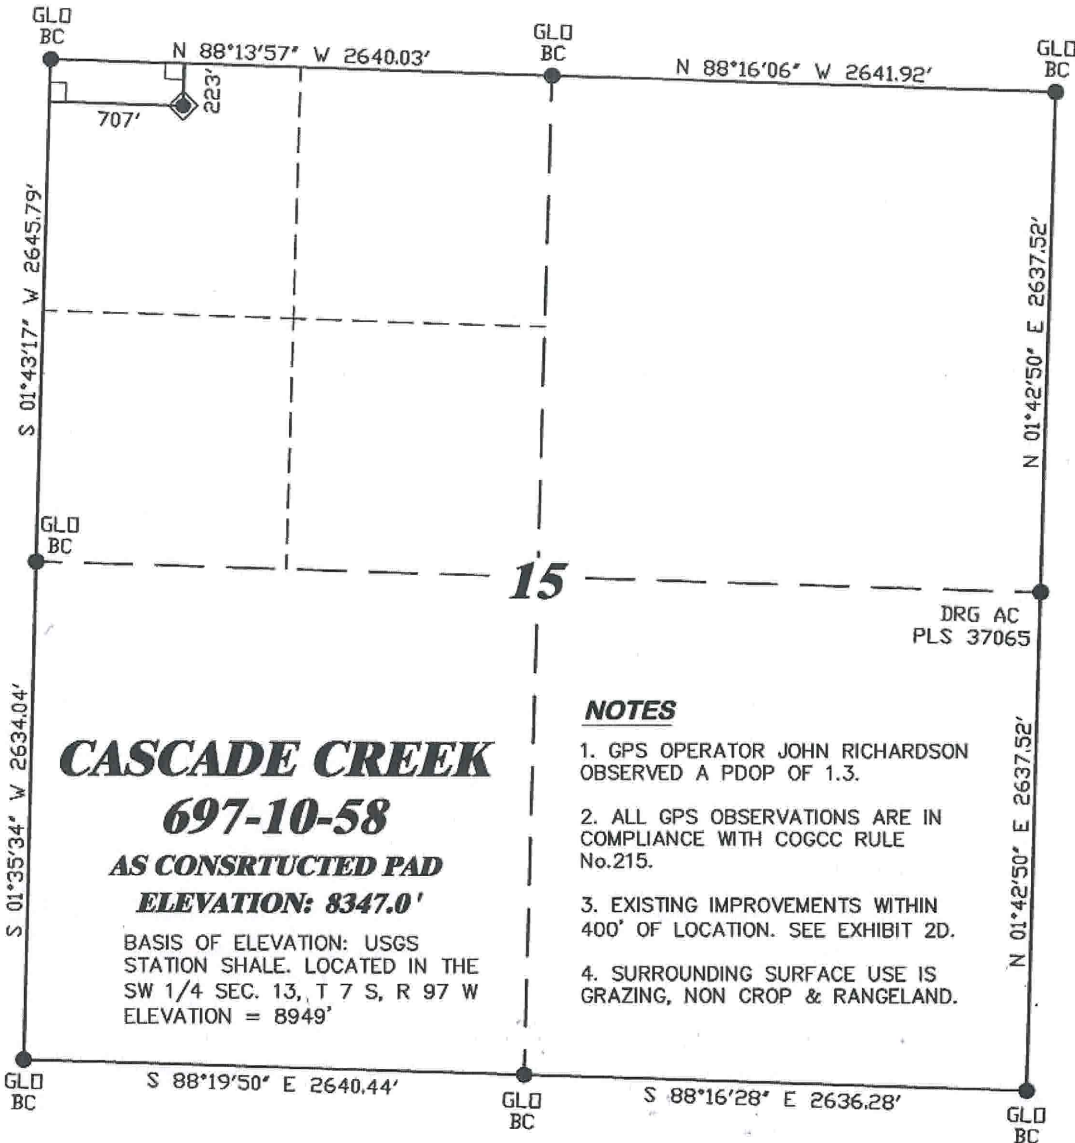 GLO
BC
GLO
BC
GLO
BC
N 88°13'57" W 2640.03'
N 88°16'06" W 2641.92'
223'
707'
S 01°43'17" W 2645.79'
N 01°42'50" E 2637.52'
GLO
BC
15
DRG AC
PLS 37065
S 01°35'34" W 2634.04'
N 01°42'50" E 2637.52'
CASCADE CREEK
697-10-58
AS CONSRTUCTED PAD
ELEVATION: 8347.0'
BASIS OF ELEVATION: USGS
STATION SHALE. LOCATED IN THE
SW 1/4 SEC. 13, T 7 S, R 97 W
ELEVATION = 8949'
NOTES
1. GPS OPERATOR JOHN RICHARDSON
OBSERVED A PDOP OF 1.3.
2. ALL GPS OBSERVATIONS ARE IN
COMPLIANCE WITH COGCC RULE
No.215.
3. EXISTING IMPROVEMENTS WITHIN
400' OF LOCATION. SEE EXHIBIT 2D.
4. SURROUNDING SURFACE USE IS
GRAZING, NON CROP & RANGELAND.
GLO
BC
S 88°19'50" E 2640.44'
GLO
BC
S 88°16'28" E 2636.28'
GLO
BC